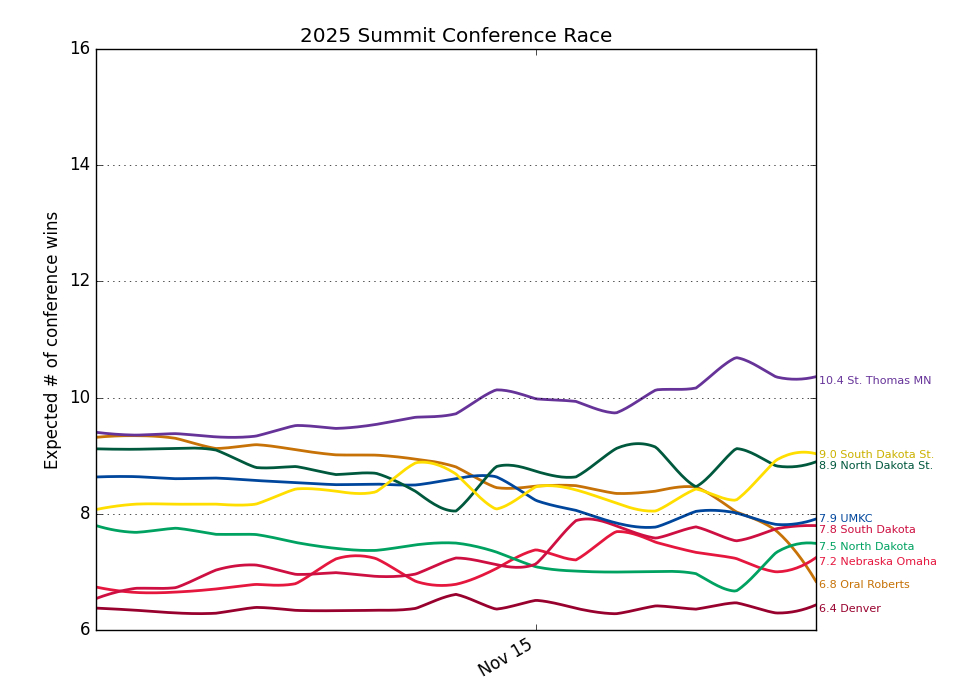 2025 Summit Conference Race
Expected # of conference wins
16
14
12
10
8
6
Nov 15
10.4 St. Thomas MN
9.0 South Dakota St.
8.9 North Dakota St.
7.9 UMKC
7.8 South Dakota
7.5 North Dakota
7.2 Nebraska Omaha
6.8 Oral Roberts
6.4 Denver